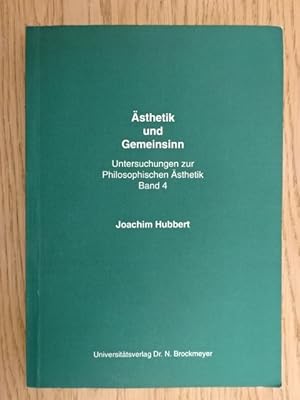 Ästhetik
und
Gemeinsinn
Untersuchungen zur
Philosophischen Ästhetik
Band 4
Joachim Hubbert
Universitätsverlag Dr. N. Brockmeyer